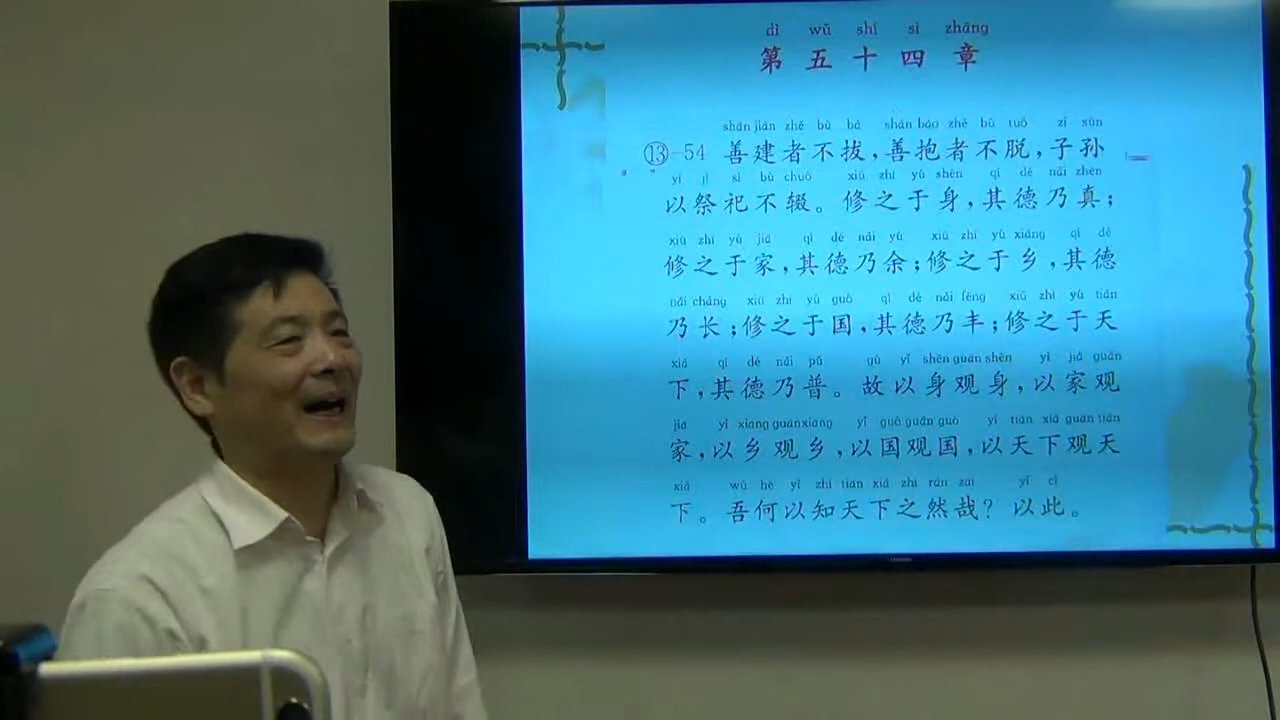 dì wǔ shí sì zhāng
第五十四章
shàn jiàn zhě bù bá shàn bào zhě bù tuō zǐ sūn
⑬-54 善建者不拔，善抱者不脱，子孙
yǐ jì sì bù chuò xiū zhī yú shēn qí dé nǎi zhēn
以祭祀不辍。修之于身，其德乃真；
xiū zhī yú jiā qí dé nǎi yú xiū zhī yú xiāng qí dé
修之于家，其德乃余；修之于乡，其德
nǎi cháng xiū zhī yú guó qí dé nǎi fēng xiū zhī yú tiān
乃长；修之于国，其德乃丰；修之于天
xià qí dé nǎi pǔ gù yǐ shēn guān shēn yǐ jiā guān
下，其德乃普。故以身观身，以家观
jiā yǐ xiāng guān xiāng yǐ guó guān guó yǐ tiān xià guān tiān
家，以乡观乡，以国观国，以天下观天
xià wú hé yǐ zhī tiān xià zhī rán zāi yǐ cǐ
下。吾何以知天下之然哉？以此。